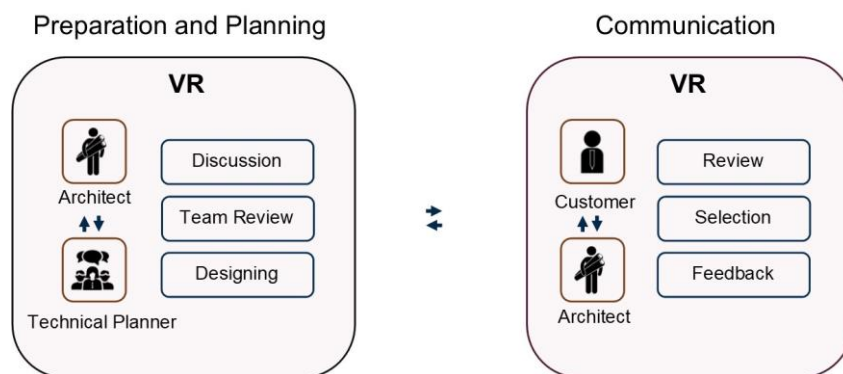 Preparation and Planning
VR
Architect
Technical Planner
Discussion
Team Review
Designing
Communication
VR
Customer
Architect
Review
Selection
Feedback